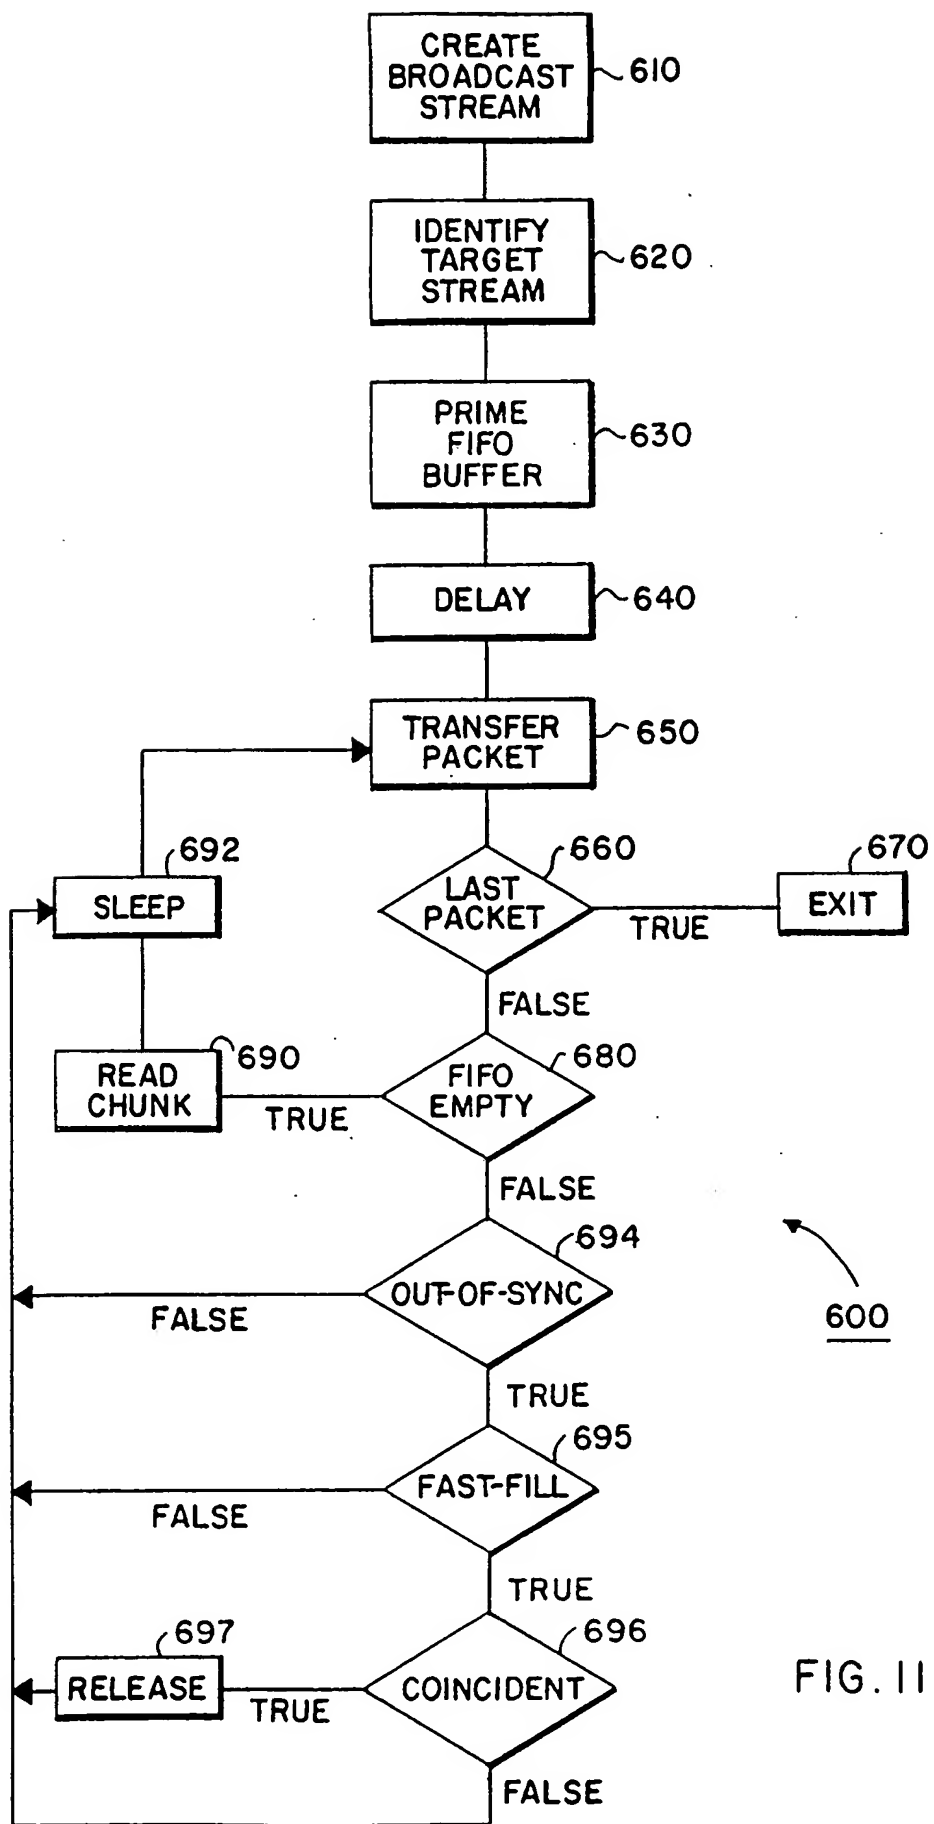 CREATE
BROADCAST
STREAM
610
IDENTIFY
TARGET
STREAM
620
PRIME
FIFO
BUFFER
630
DELAY
640
TRANSFER
PACKET
650
692
SLEEP
660
LAST
PACKET
TRUE
670
EXIT
FALSE
690
READ
CHUNK
TRUE
680
FIFO
EMPTY
FALSE
694
OUT-OF-SYNC
FALSE
600
TRUE
695
FAST-FILL
FALSE
TRUE
697
RELEASE
TRUE
696
COINCIDENT
FALSE
FIG. 11